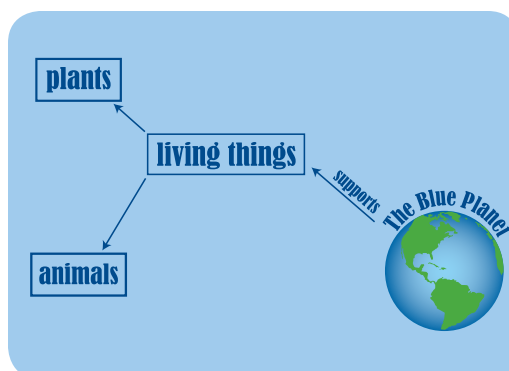 plants
living things
supports
The Blue Planet
animals